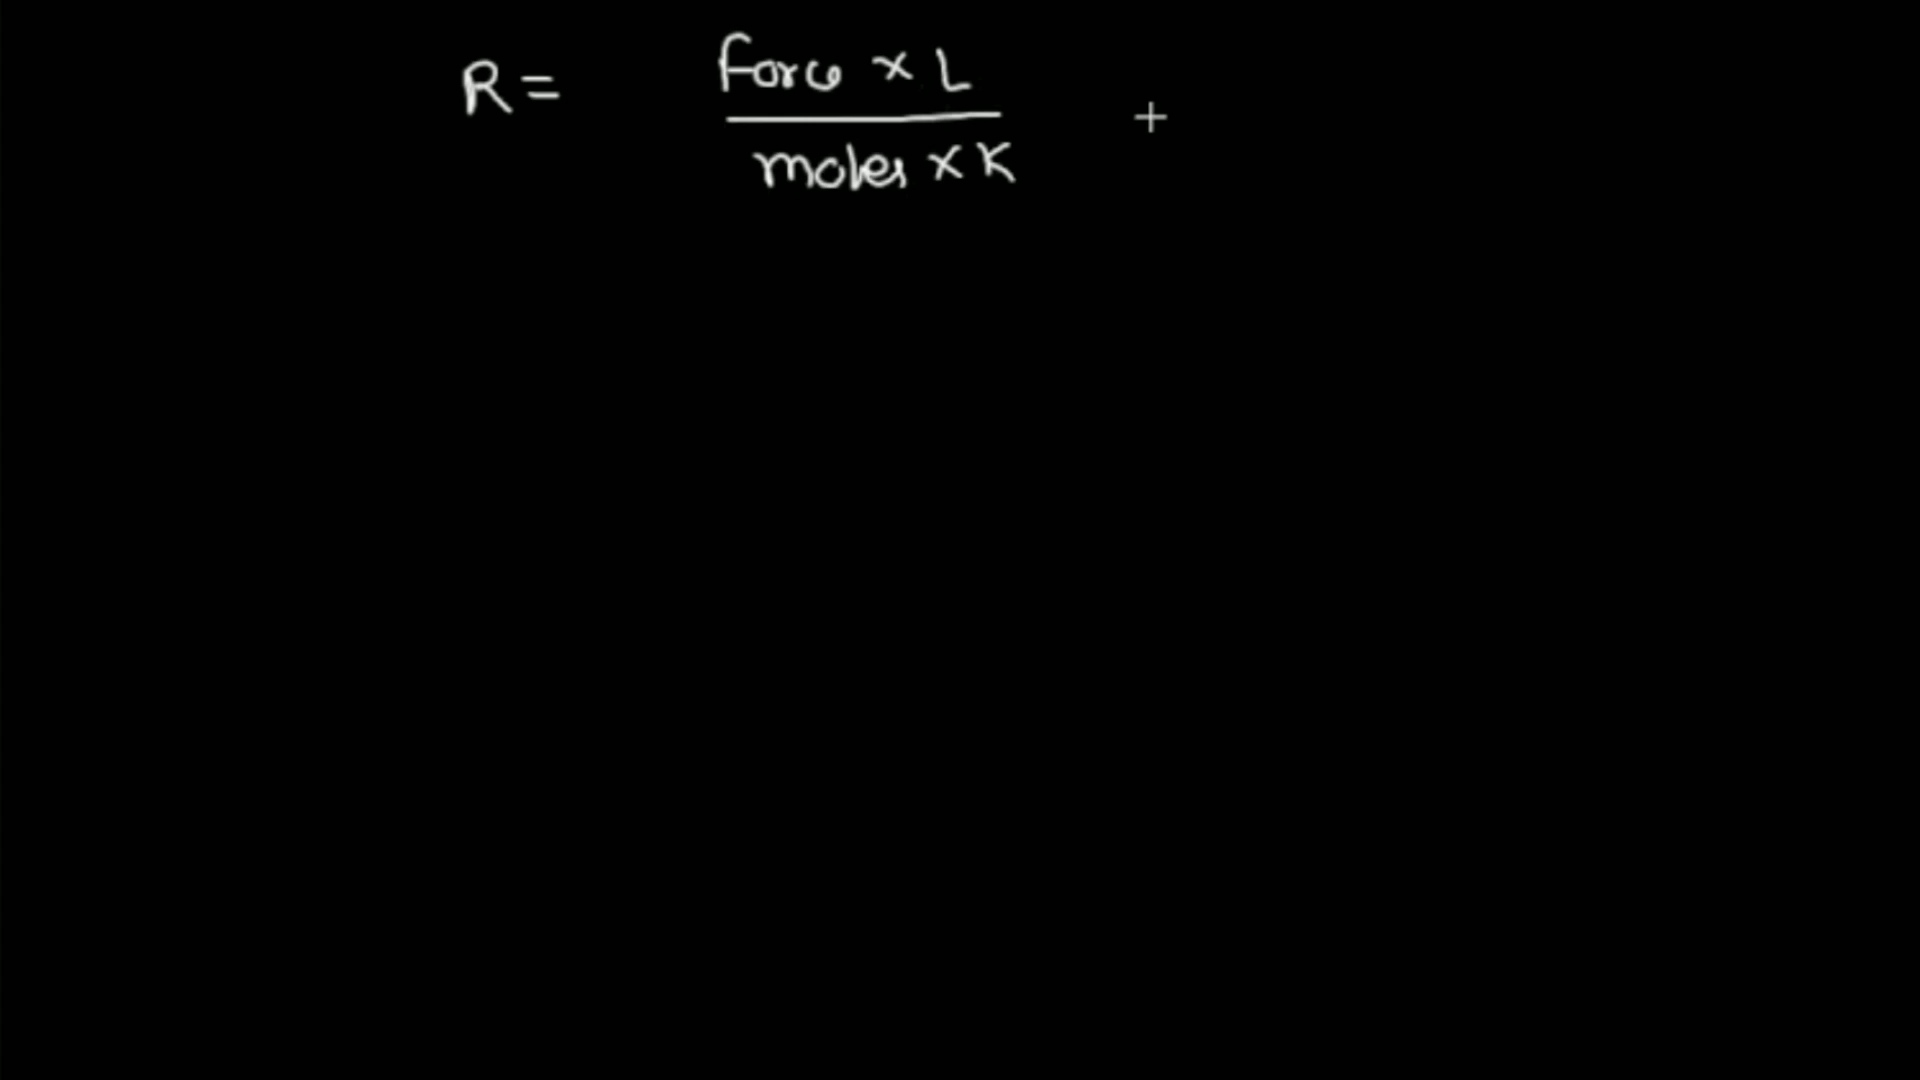 R = Force × L
moles × K